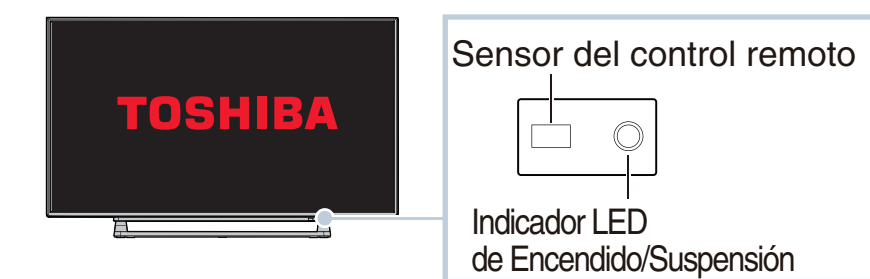 TOSHIBA
Sensor del control remoto
Indicador LED
de Encendido/Suspensión